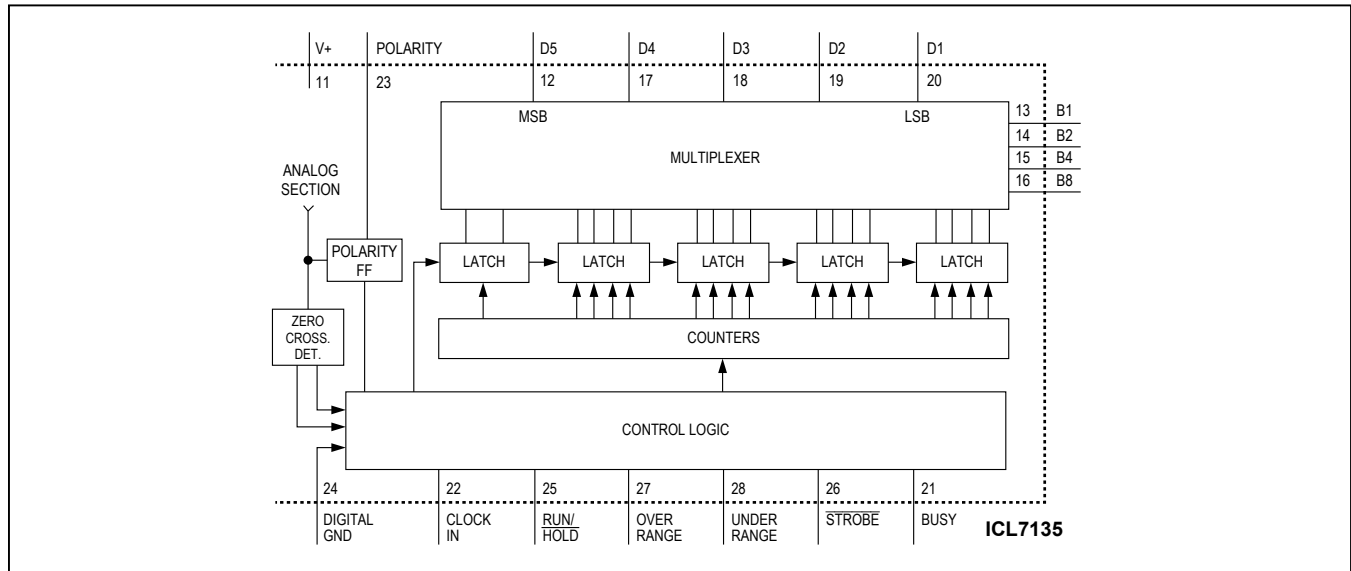 V+ POLARITY D5 D4 D3 D2 D1
11 23 12 17 18 19 20
MSB LSB
13 B1
14 B2
MULTIPLEXER
15 B4
16 B8
ANALOG
SECTION
POLARITY
FF
LATCH LATCH LATCH LATCH LATCH
ZERO
CROSS.
DET.
COUNTERS
CONTROL LOGIC
24 22 25 27 28 26 21
DIGITAL
GND
CLOCK
IN
RUN/
HOLD
OVER
RANGE
UNDER
RANGE
STROBE
BUSY
ICL7135